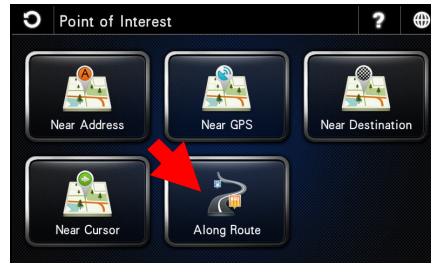 Point of Interest ?
A
Near Address
Near GPS
Near Destination
Near Cursor
Along Route